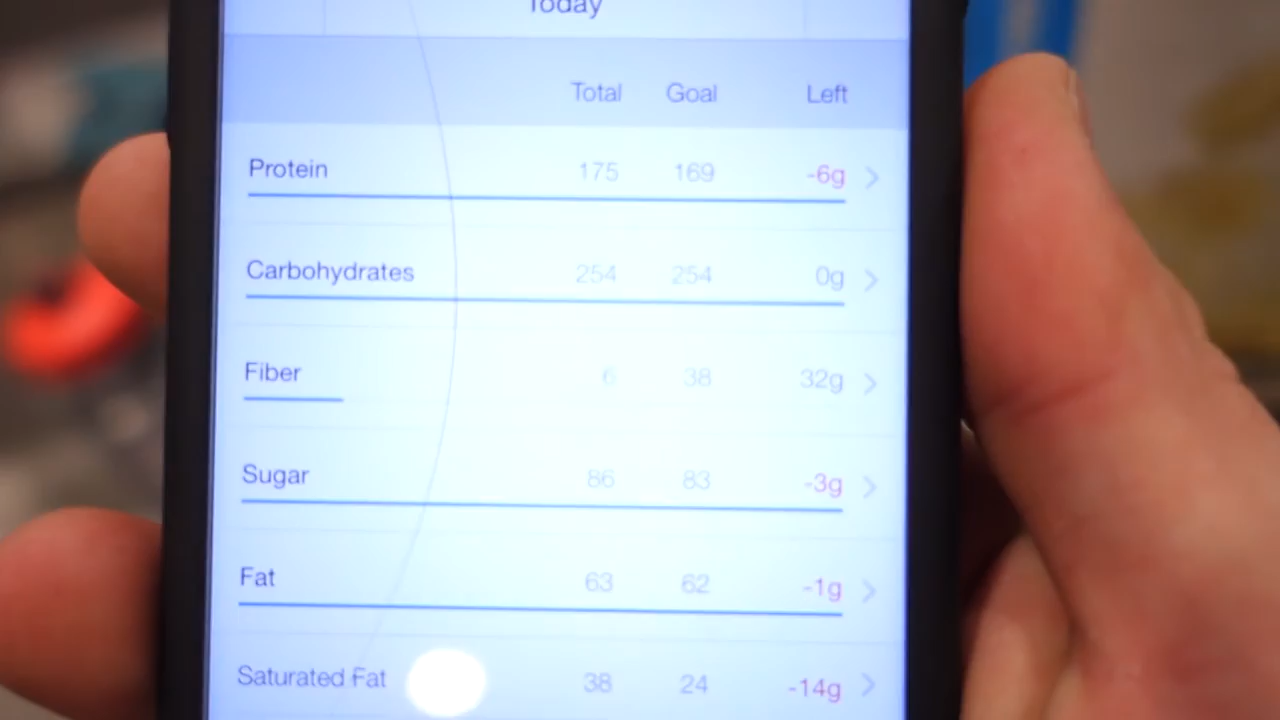 Today
Total Goal Left
Protein 175 169 -6g
Carbohydrates 254 254 0g
Fiber 6 38 32g
Sugar 86 83 -3g
Fat 63 62 -1g
Saturated Fat 38 24 -14g